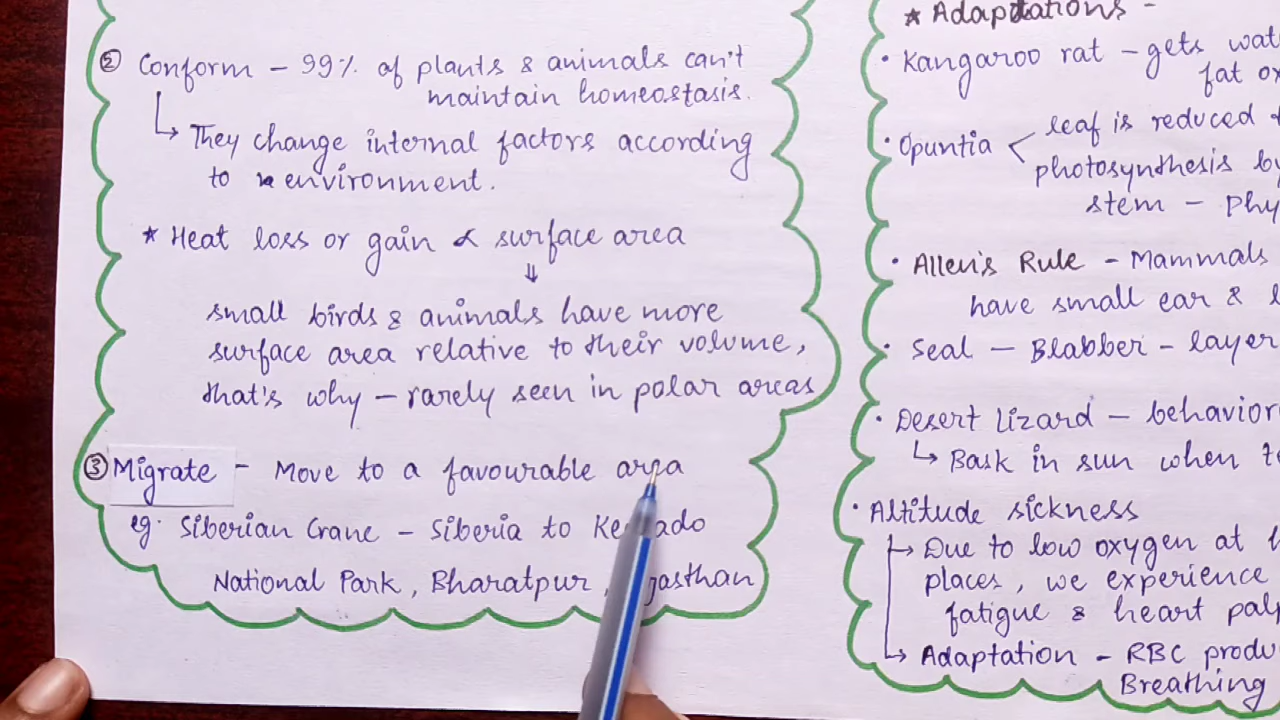 ② Conform – 99% of plants & animals can't
maintain homeostasis.
↳ They change internal factors according
to environment.
★ Heat loss or gain ∝ surface area
⇓
small birds & animals have more
surface area relative to their volume,
that's why – rarely seen in polar areas
③ Migrate – Move to a favourable area
eg. Siberian Crane – Siberia to
National Park, Bharatpur,
★ Adaptations –
• Kangaroo rat – gets
fat
• Opuntia < leaf is reduced
photosynthesis
stem –
• Allen's Rule – Mammals
have small ear &
• Seal – Blabber – layer
• Desert Lizard –
↳ Bask in sun when
• Altitude sickness
↳ Due to low oxygen at
places, we experience
fatigue & heart
↳ Adaptation – RBC
Breathing